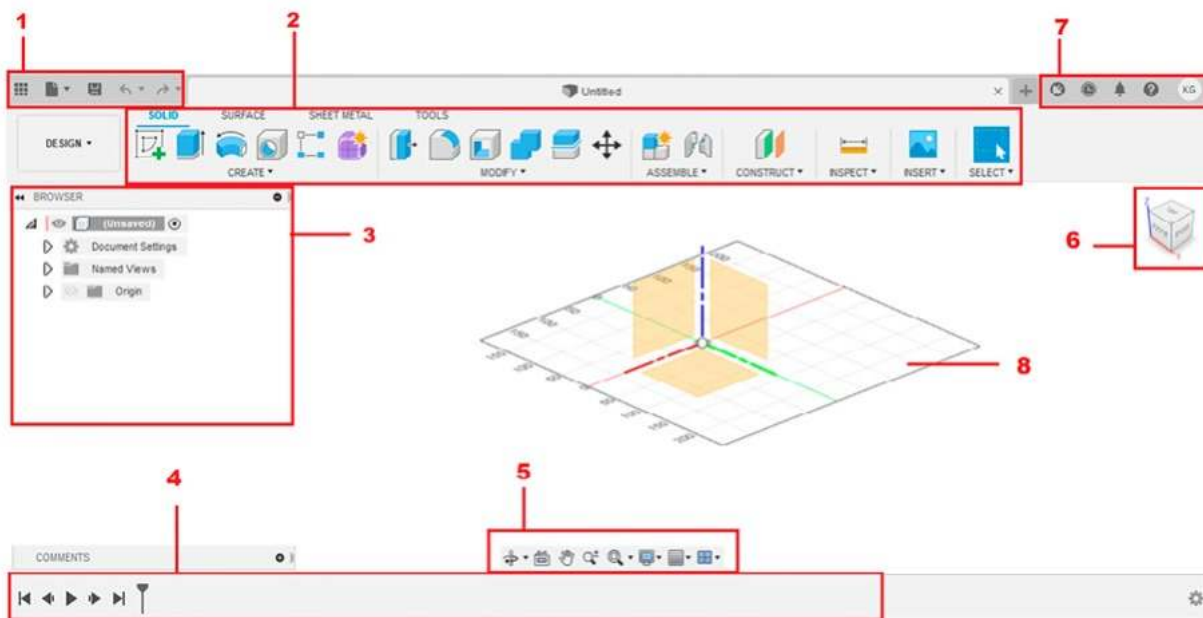 1
2
7
Untitled
KG
SOLID SURFACE SHEET METAL TOOLS
DESIGN
CREATE MODIFY ASSEMBLE CONSTRUCT INSPECT INSERT SELECT
BROWSER
(Unsaved)
Document Settings
Named Views
Origin
3
6
8
4
5
COMMENTS